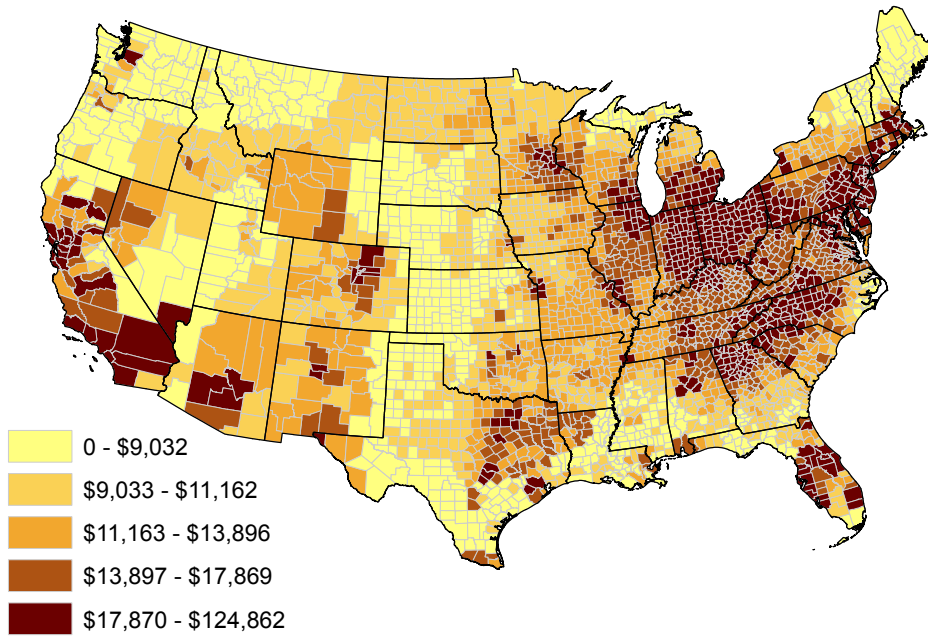 0 - $9,032
$9,033 - $11,162
$11,163 - $13,896
$13,897 - $17,869
$17,870 - $124,862